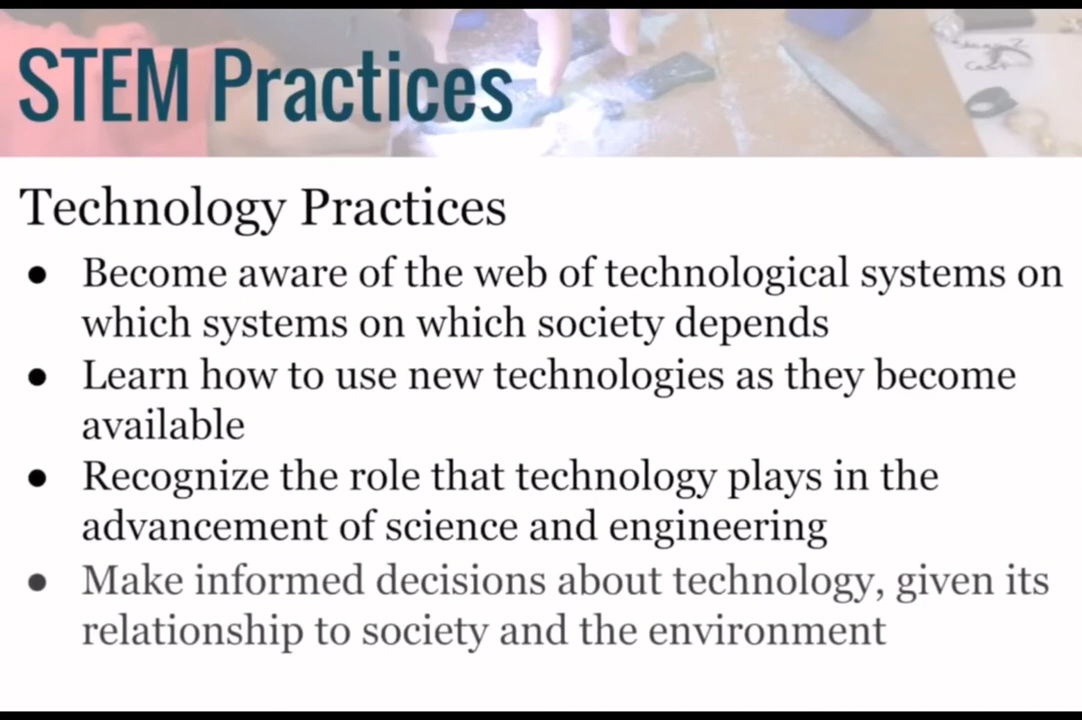 STEM Practices
Technology Practices
● Become aware of the web of technological systems on
which systems on which society depends
● Learn how to use new technologies as they become
available
● Recognize the role that technology plays in the
advancement of science and engineering
● Make informed decisions about technology, given its
relationship to society and the environment